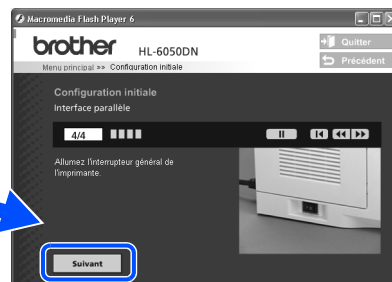 Macromedia Flash Player 6
brother HL-6050DN
Quitter
Précédent
Menu principal >> Configuration initiale
Configuration initiale
Interface parallèle
4/4
Allumez l'interrupteur général de
l'imprimante.
Suivant